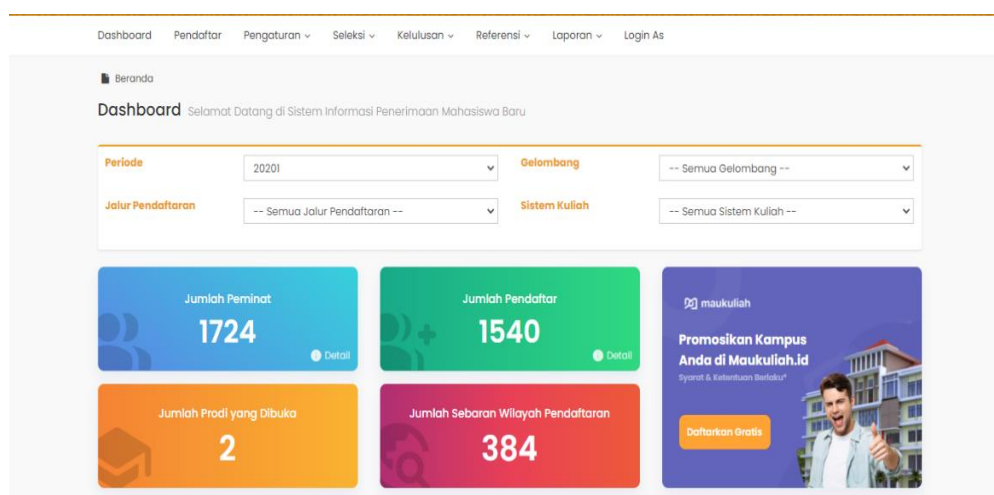 Dashboard Pendaftar Pengaturan Seleksi Kelulusan Referensi Laporan Login As
Beranda
Dashboard Selamat Datang di Sistem Informasi Penerimaan Mahasiswa Baru
Periode 20201 Gelombang -- Semua Gelombang --
Jalur Pendaftaran -- Semua Jalur Pendaftaran -- Sistem Kuliah -- Semua Sistem Kuliah --
Jumlah Peminat
1724
Detail
Jumlah Pendaftar
1540
Detail
maukuliah
Promosikan Kampus
Anda di Maukuliah.id
Syarat & Ketentuan Berlaku*
Daftarkan Gratis
Jumlah Prodi yang Dibuka
2
Jumlah Sebaran Wilayah Pendaftaran
384